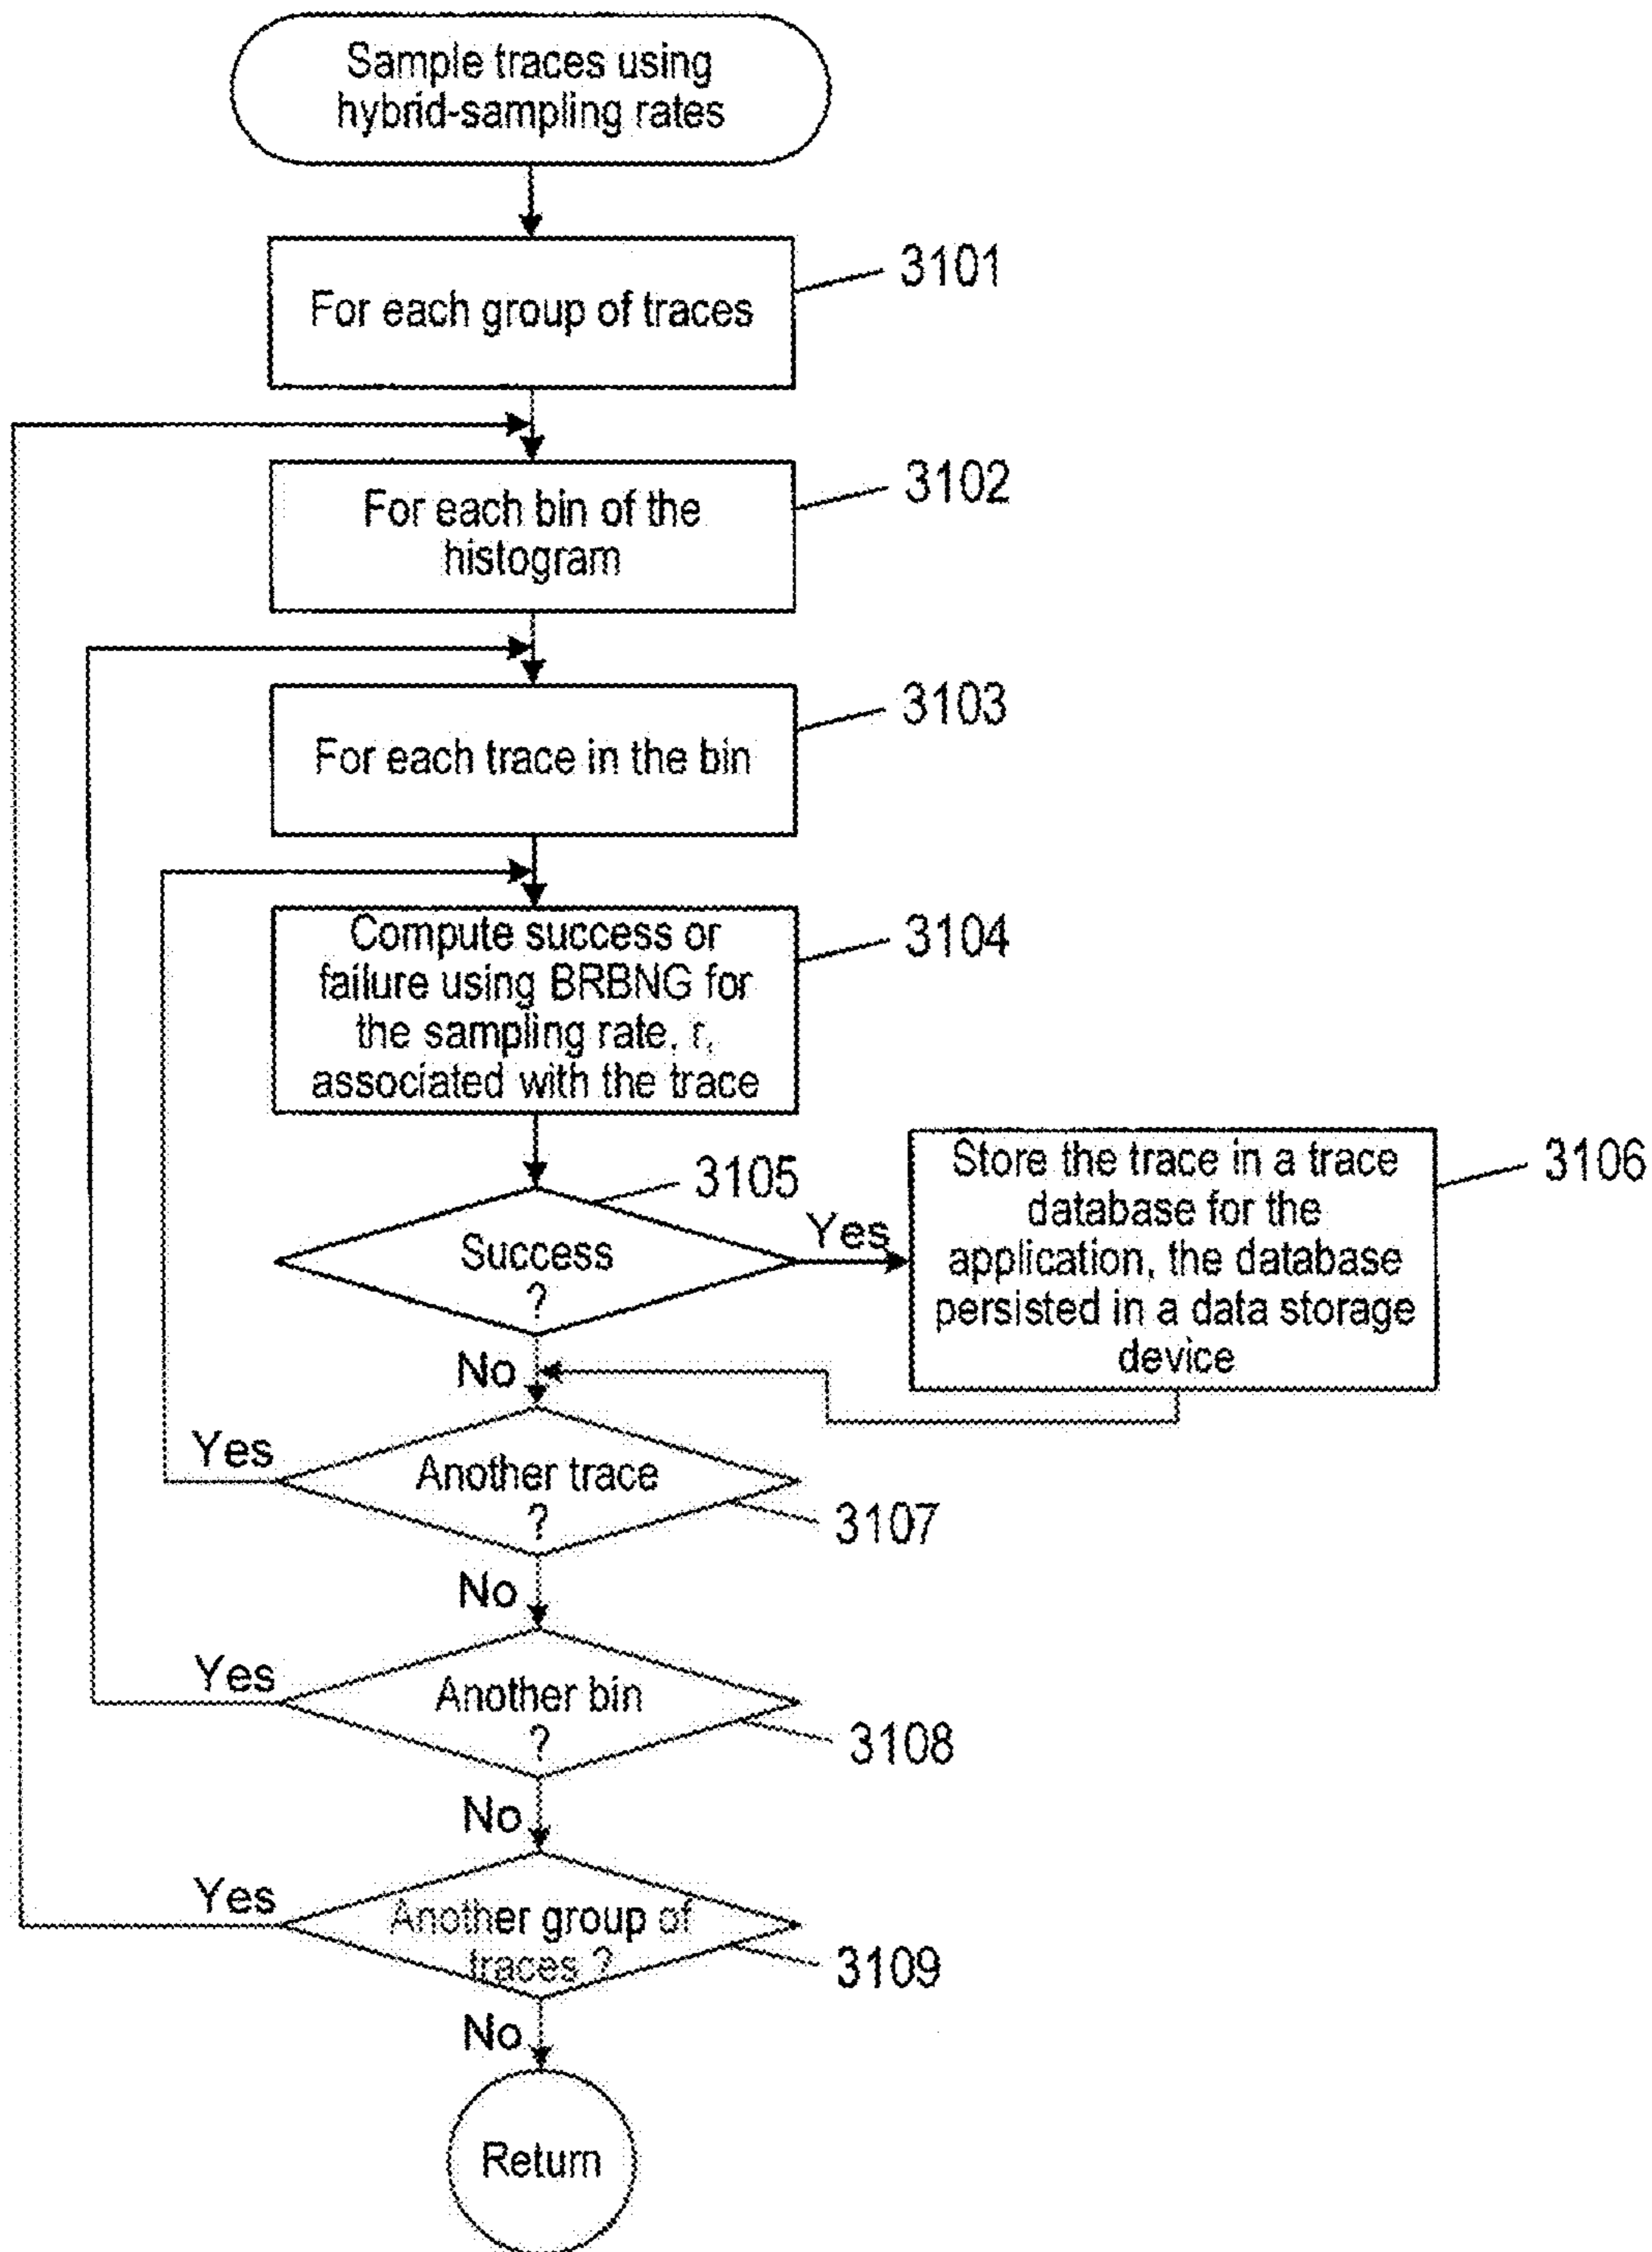 Sample traces using
hybrid-sampling rates
For each group of traces
3101
For each bin of the
histogram
3102
For each trace in the bin
3103
Compute success or
failure using BRBNG for
the sampling rate, r,
associated with the trace
3104
3105
Success
?
Yes
Store the trace in a trace
database for the
application, the database
persisted in a data storage
device
3106
No
Yes
Another trace
?
3107
No
Yes
Another bin
?
3108
No
Yes
Another group of
traces ?
3109
No
Return